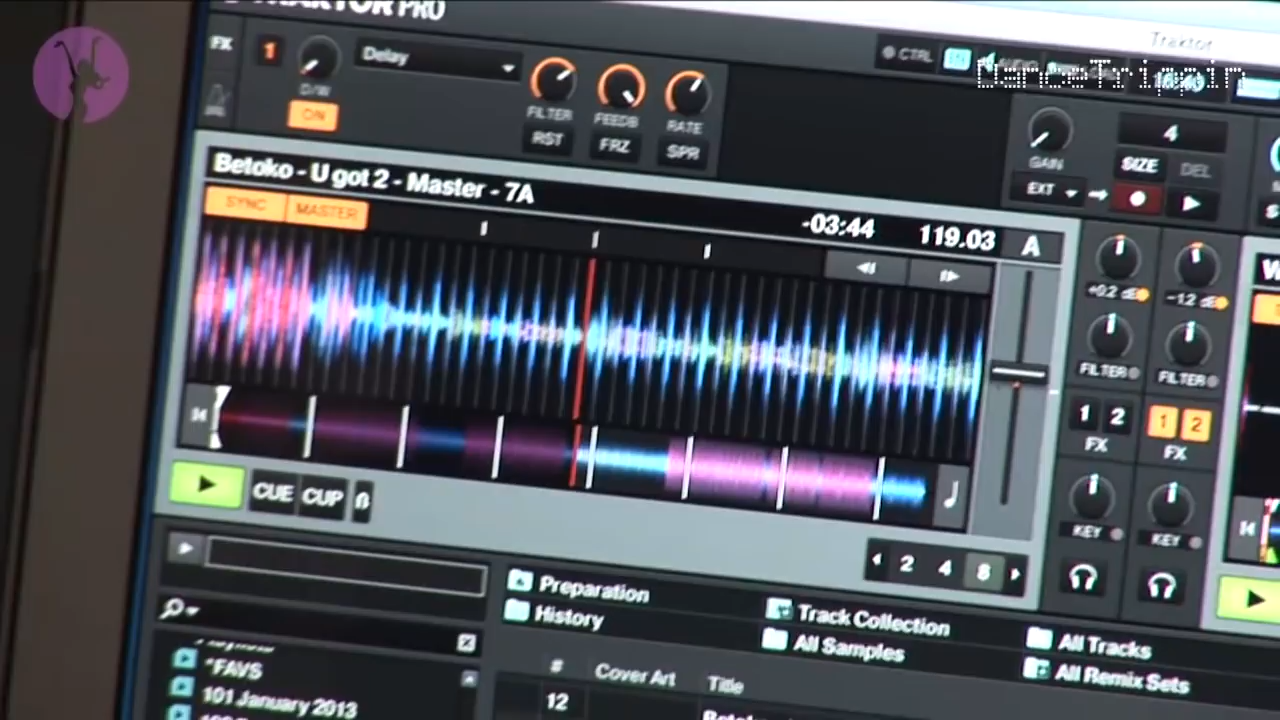 TRAKTOR PRO
Traktor
DanceTrippin
FX 1 Delay
CTRL
D/W FILTER FEEDB RATE
ON RST FRZ SPR
GAIN 4
SIZE DEL
EXT
Betoko - U got 2 - Master - 7A
-03:44 119.03 A
SYNC MASTER
+0.2 dB -1.2 dB
FILTER FILTER
1 2 1 2
FX FX
KEY KEY
CUE CUP
2 4 8
Preparation Track Collection All Tracks
History All Samples All Remix Sets
*FAVS
101 January 2013
# Cover Art Title
12